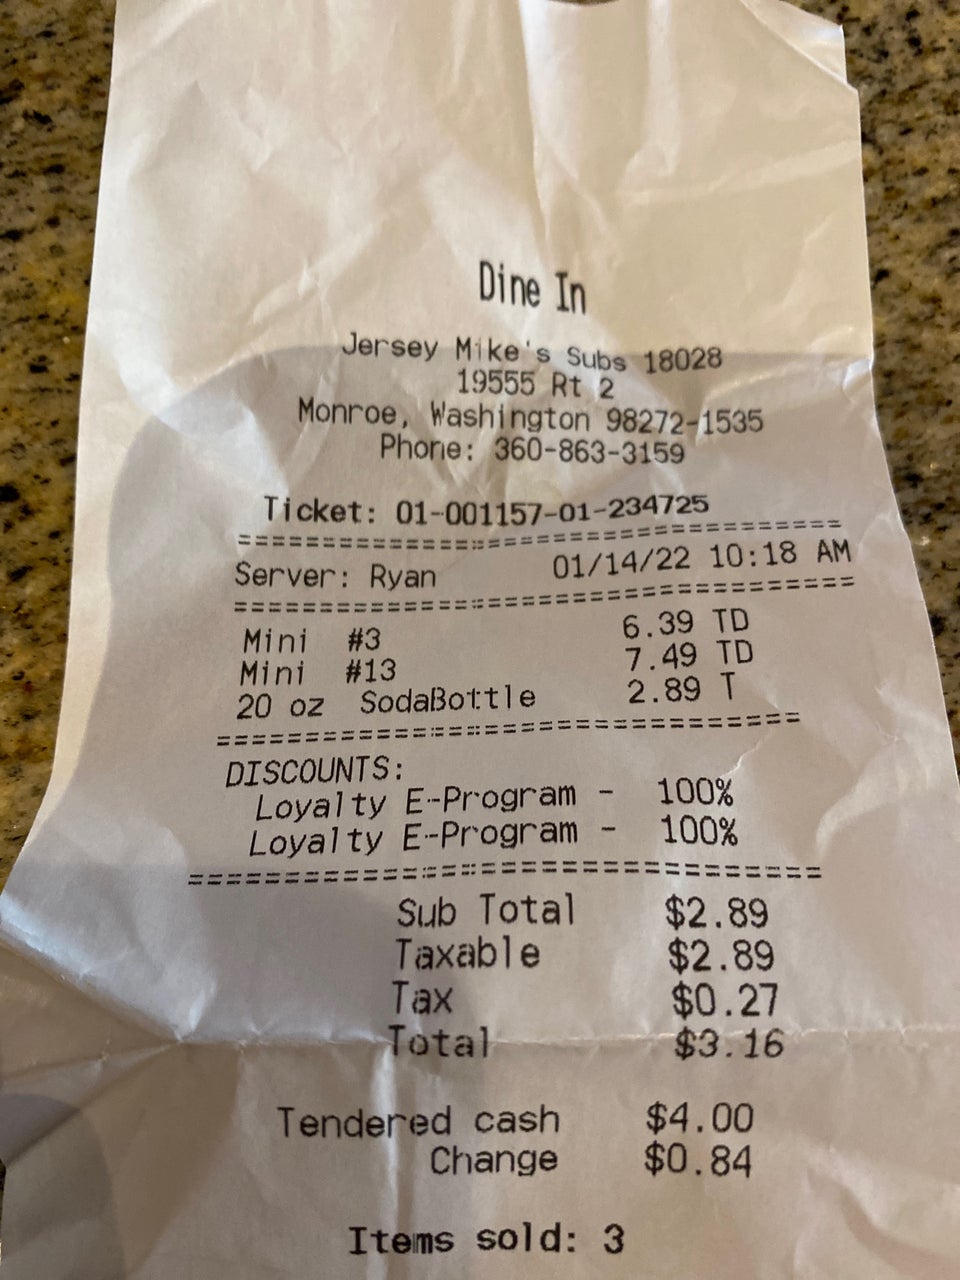 Dine In
Jersey Mike's Subs 18028
19555 Rt 2
Monroe, Washington 98272-1535
Phone: 360-863-3159
Ticket: 01-001157-01-234725
===================================
Server: Ryan 01/14/22 10:18 AM
===================================
Mini #3 6.39 TD
Mini #13 7.49 TD
20 oz SodaBottle 2.89 T
===================================
DISCOUNTS:
Loyalty E-Program - 100%
Loyalty E-Program - 100%
===================================
Sub Total $2.89
Taxable $2.89
Tax $0.27
Total $3.16
Tendered cash $4.00
Change $0.84
Items sold: 3